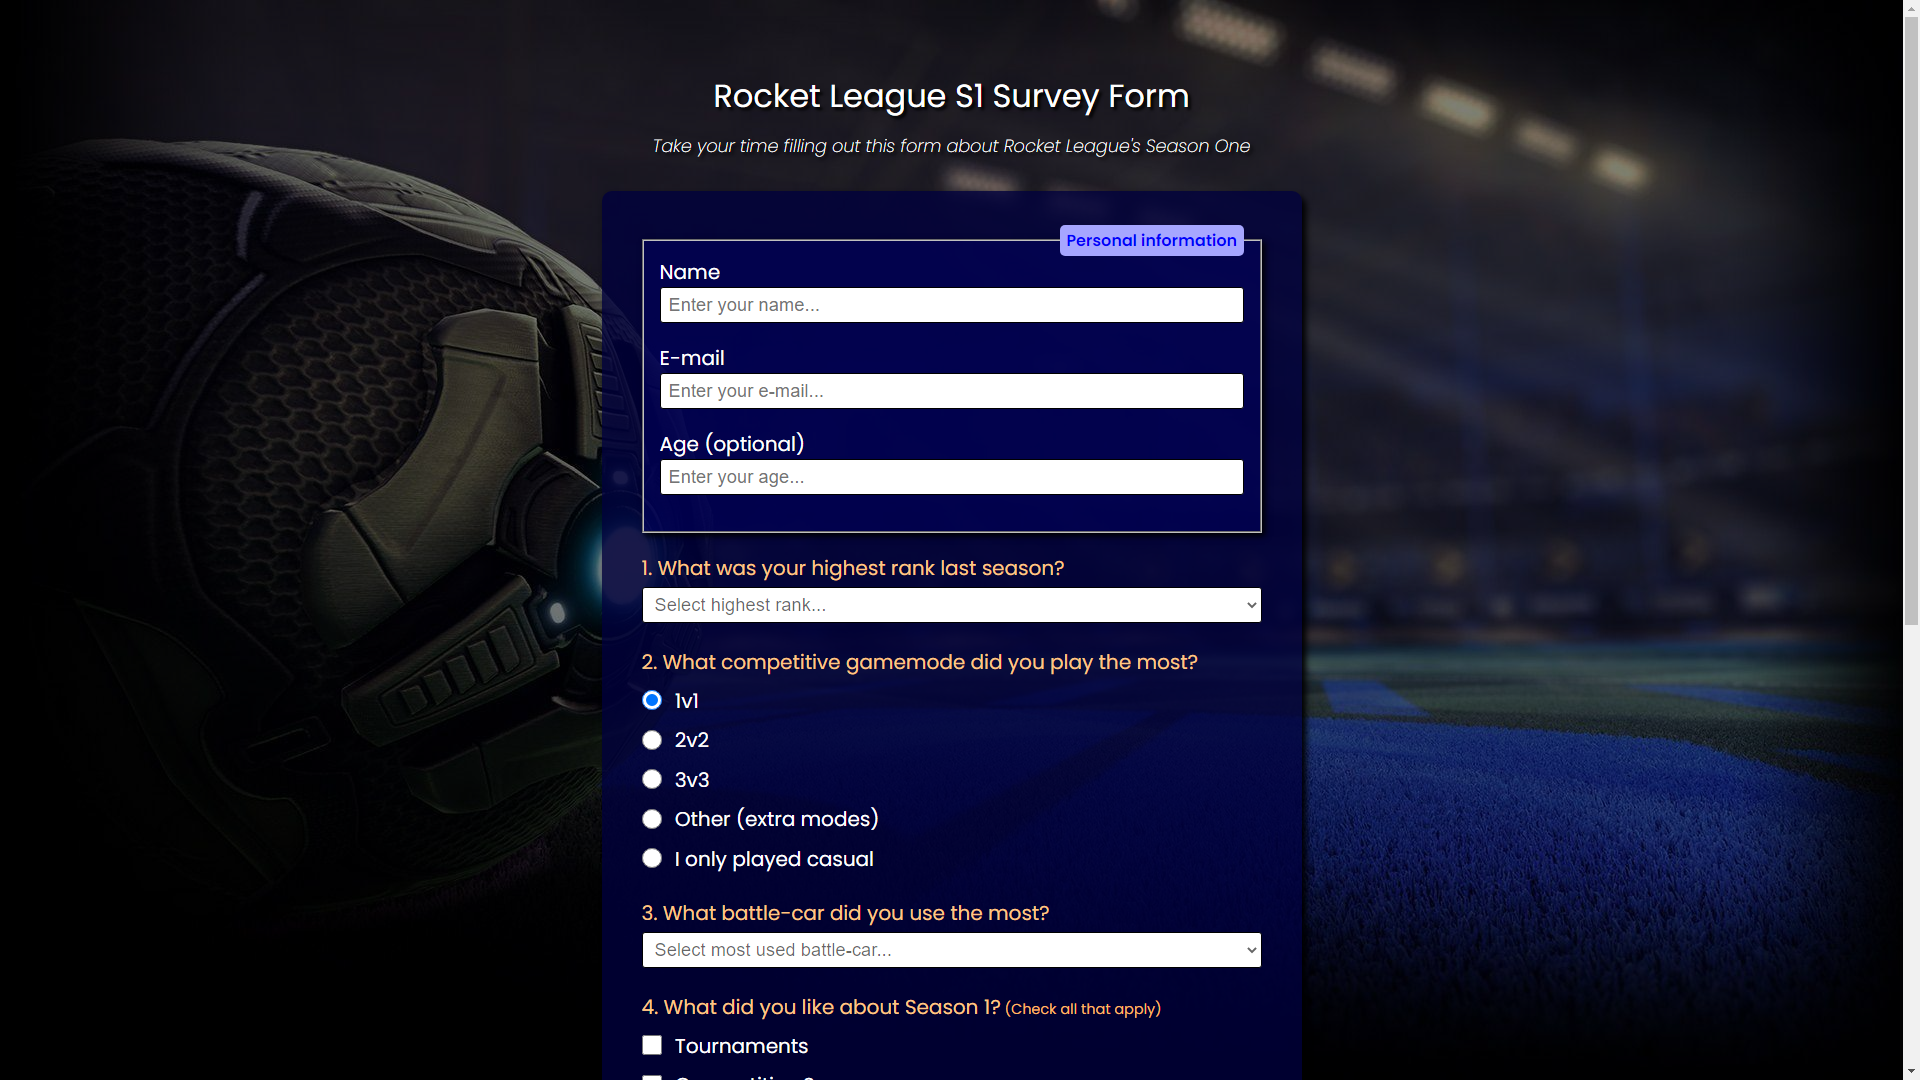 Rocket League S1 Survey Form
Take your time filling out this form about Rocket League's Season One
Personal information
Name
Enter your name...
E-mail
Enter your e-mail...
Age (optional)
Enter your age...
1. What was your highest rank last season?
Select highest rank...
2. What competitive gamemode did you play the most?
1v1
2v2
3v3
Other (extra modes)
I only played casual
3. What battle-car did you use the most?
Select most used battle-car...
4. What did you like about Season 1? (Check all that apply)
Tournaments